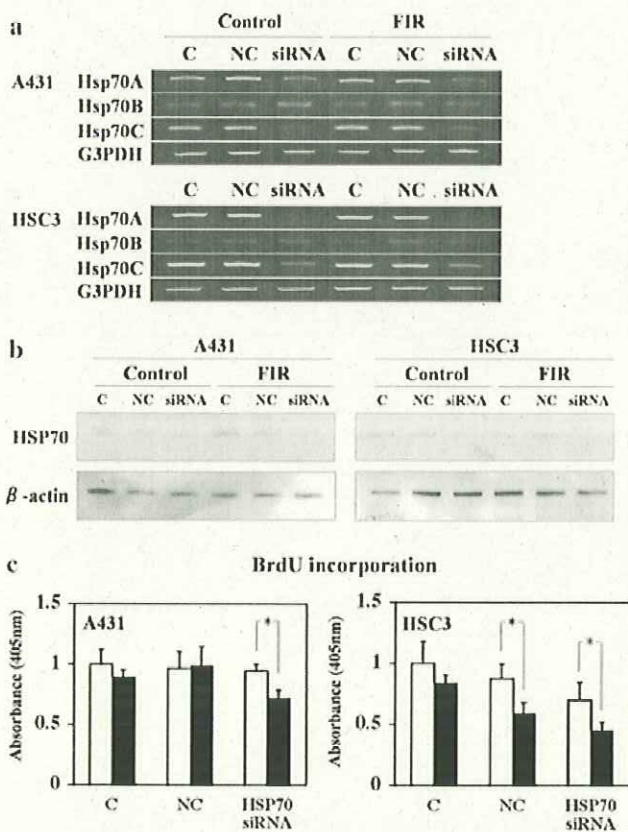 a
Control FIR
C NC siRNA C NC siRNA
A431 Hsp70A
Hsp70B
Hsp70C
G3PDH
C NC siRNA C NC siRNA
HSC3 Hsp70A
Hsp70B
Hsp70C
G3PDH
b
A431 HSC3
Control FIR Control FIR
C NC siRNA C NC siRNA C NC siRNA C NC siRNA
HSP70
β-actin
c BrdU incorporation
1.5 A431 * 1.5 HSC3 * *
1 1
0.5 0.5
0 0
Absorbance (405nm) Absorbance (405nm)
C NC HSP70 C NC HSP70
siRNA siRNA